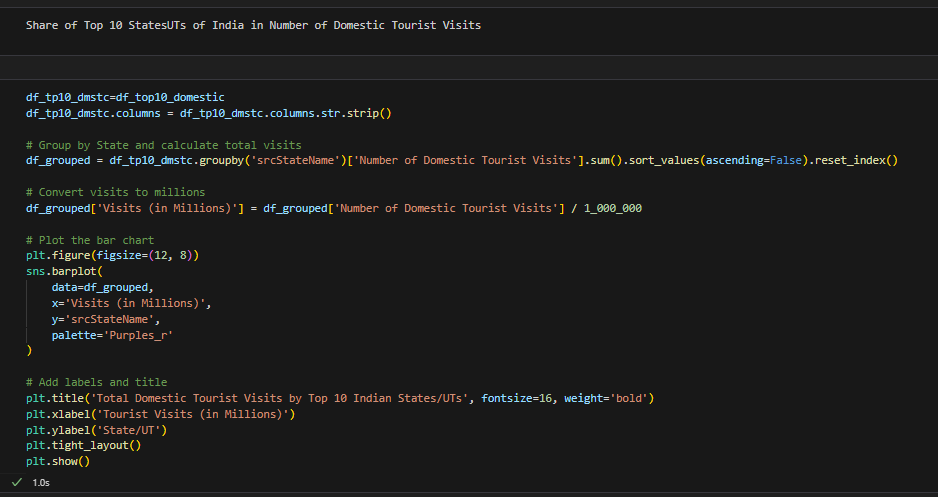 Share of Top 10 StatesUTs of India in Number of Domestic Tourist Visits
df_tp10_dmstc=df_top10_domestic
df_tp10_dmstc.columns = df_tp10_dmstc.columns.str.strip()
# Group by State and calculate total visits
df_grouped = df_tp10_dmstc.groupby('srcStateName')['Number of Domestic Tourist Visits'].sum().sort_values(ascending=False).reset_index()
# Convert visits to millions
df_grouped['Visits (in Millions)'] = df_grouped['Number of Domestic Tourist Visits'] / 1_000_000
# Plot the bar chart
plt.figure(figsize=(12, 8))
sns.barplot(
    data=df_grouped,
    x='Visits (in Millions)',
    y='srcStateName',
    palette='Purples_r'
)
# Add labels and title
plt.title('Total Domestic Tourist Visits by Top 10 Indian States/UTs', fontsize=16, weight='bold')
plt.xlabel('Tourist Visits (in Millions)')
plt.ylabel('State/UT')
plt.tight_layout()
plt.show()
1.0s